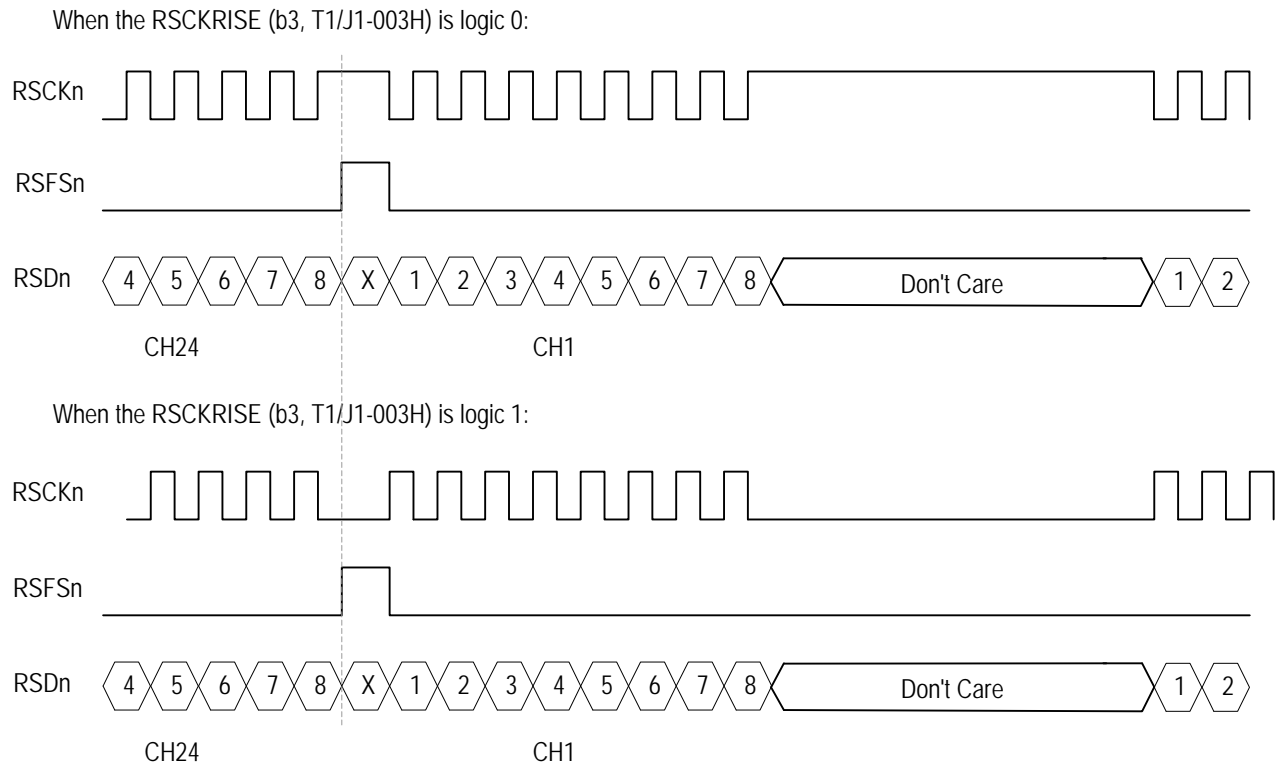 When the RSCKRISE (b3, T1/J1-003H) is logic 0:
RSCKn
RSFSn
RSDn 4 5 6 7 8 X 1 2 3 4 5 6 7 8 Don't Care 1 2
CH24 CH1
When the RSCKRISE (b3, T1/J1-003H) is logic 1:
RSCKn
RSFSn
RSDn 4 5 6 7 8 X 1 2 3 4 5 6 7 8 Don't Care 1 2
CH24 CH1